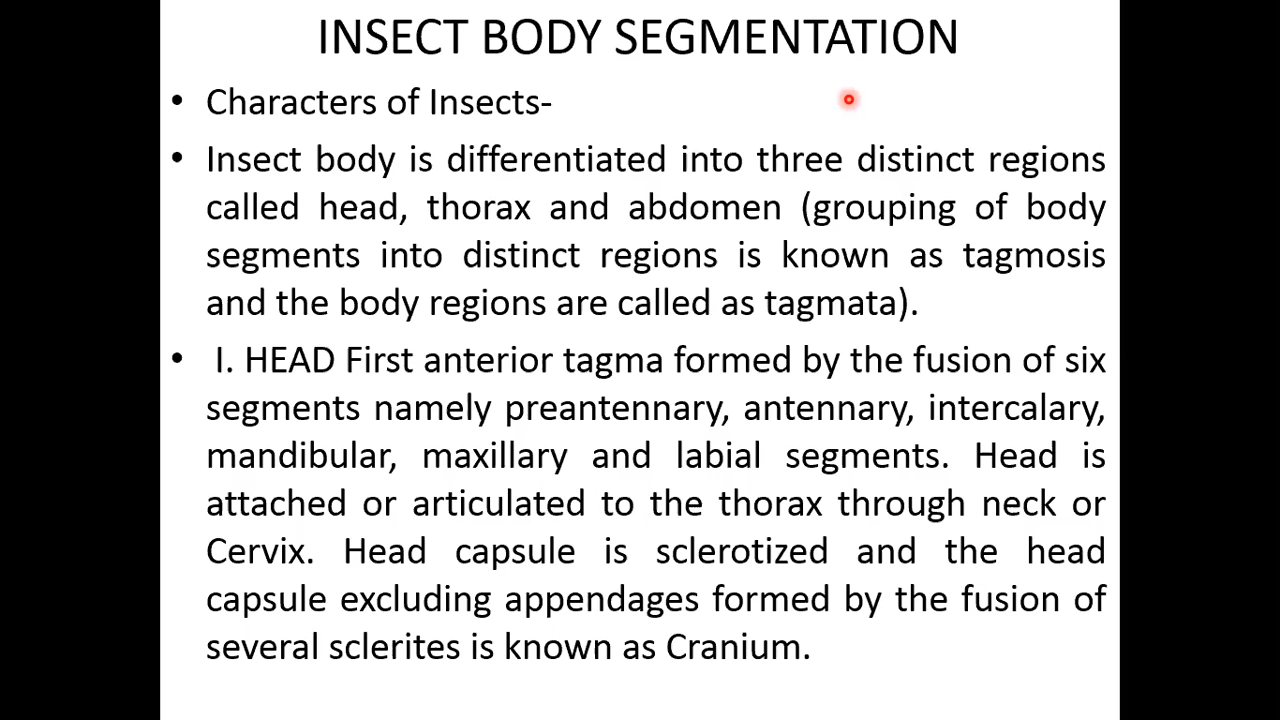 INSECT BODY SEGMENTATION
• Characters of Insects-
• Insect body is differentiated into three distinct regions
called head, thorax and abdomen (grouping of body
segments into distinct regions is known as tagmosis
and the body regions are called as tagmata).
• I. HEAD First anterior tagma formed by the fusion of six
segments namely preantennary, antennary, intercalary,
mandibular, maxillary and labial segments. Head is
attached or articulated to the thorax through neck or
Cervix. Head capsule is sclerotized and the head
capsule excluding appendages formed by the fusion of
several sclerites is known as Cranium.